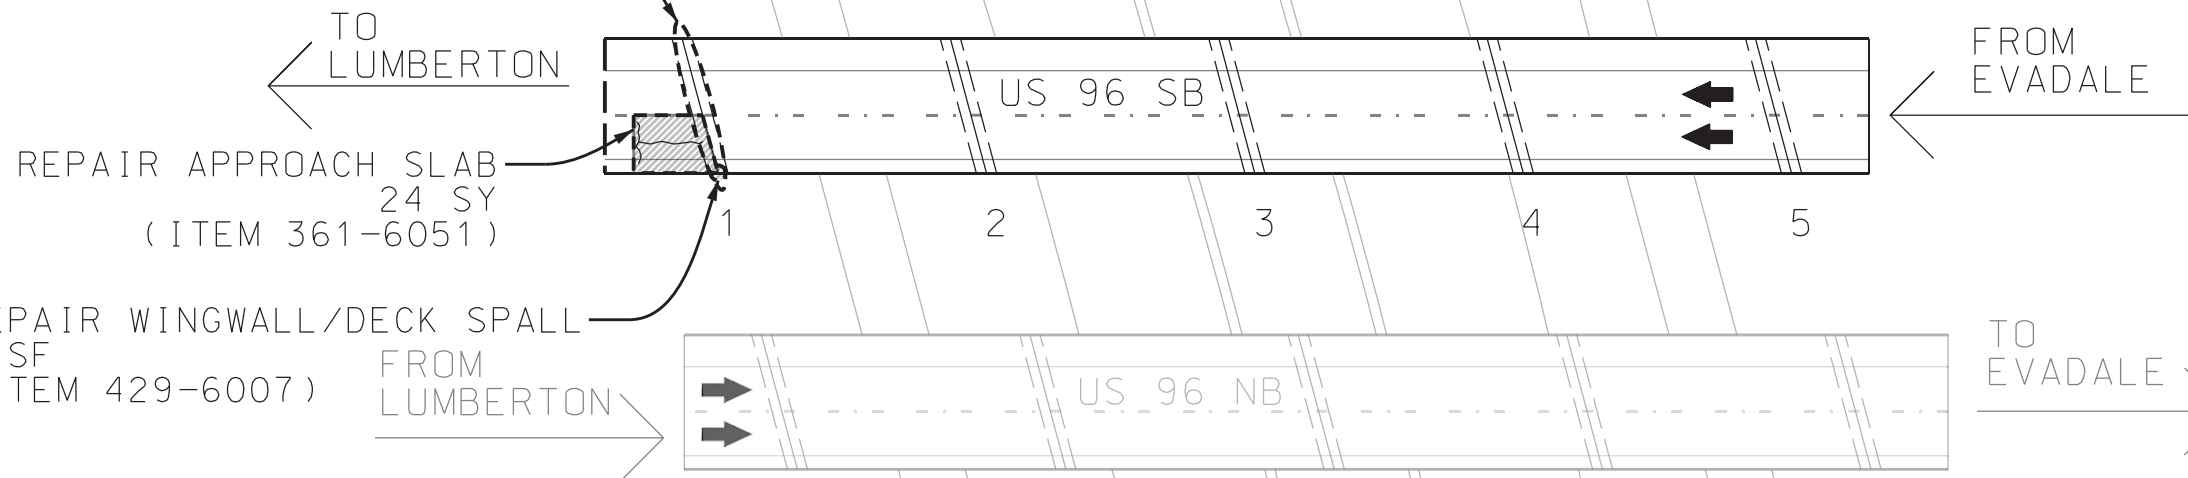 TO
LUMBERTON
FROM
EVADALE
US 96 SB
REPAIR APPROACH SLAB
24 SY
(ITEM 361-6051)
1 2 3 4 5
PAIR WINGWALL/DECK SPALL
SF
TEM 429-6007)
FROM
LUMBERTON
US 96 NB
TO
EVADALE